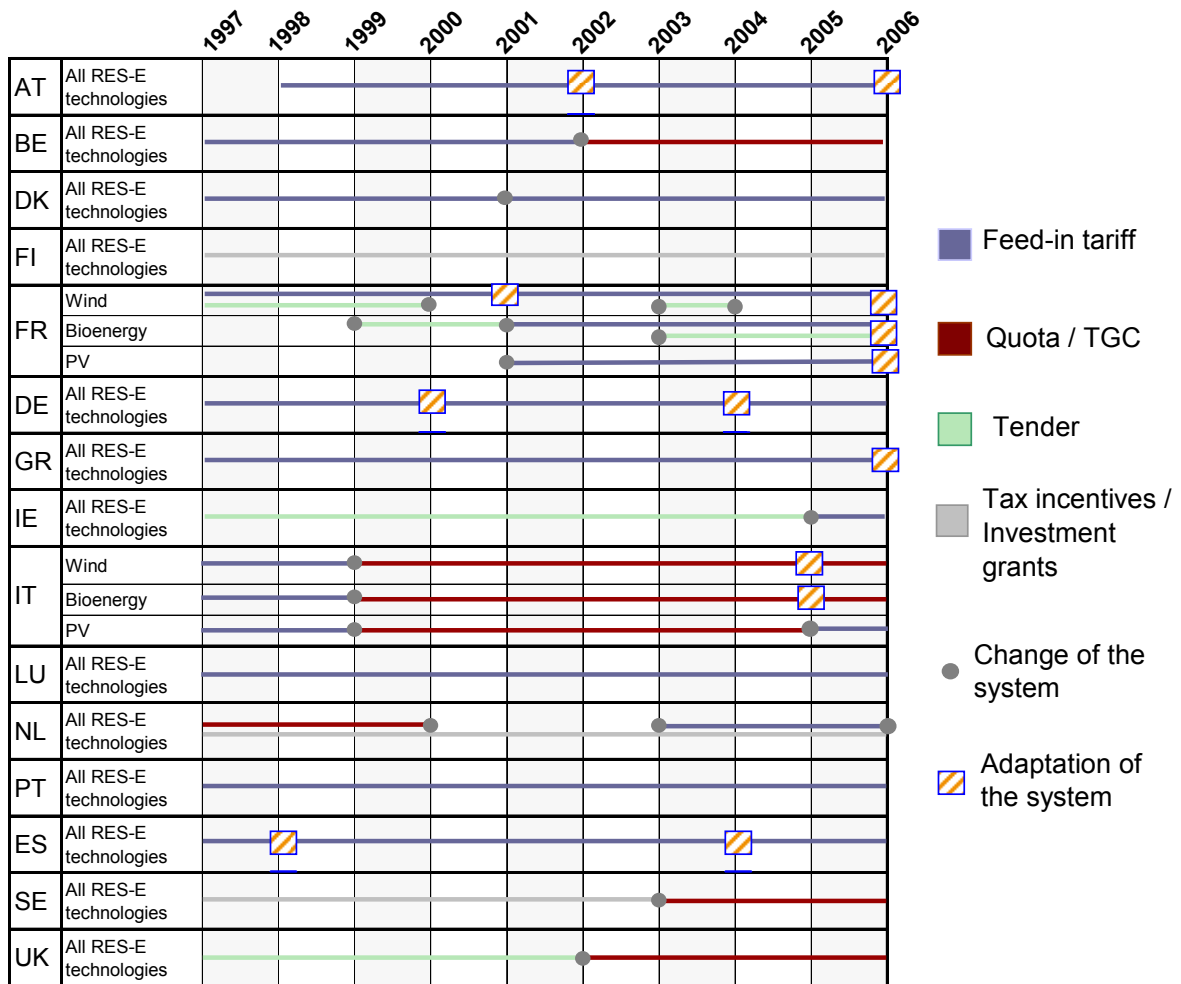 1997 1998 1999 2000 2001 2002 2003 2004 2005 2006
AT
All RES-E
technologies
BE
All RES-E
technologies
DK
All RES-E
technologies
FI
All RES-E
technologies
FR
Wind
Bioenergy
PV
DE
All RES-E
technologies
GR
All RES-E
technologies
IE
All RES-E
technologies
IT
Wind
Bioenergy
PV
LU
All RES-E
technologies
NL
All RES-E
technologies
PT
All RES-E
technologies
ES
All RES-E
technologies
SE
All RES-E
technologies
UK
All RES-E
technologies
Feed-in tariff
Quota / TGC
Tender
Tax incentives /
Investment
grants
Change of the
system
Adaptation of
the system